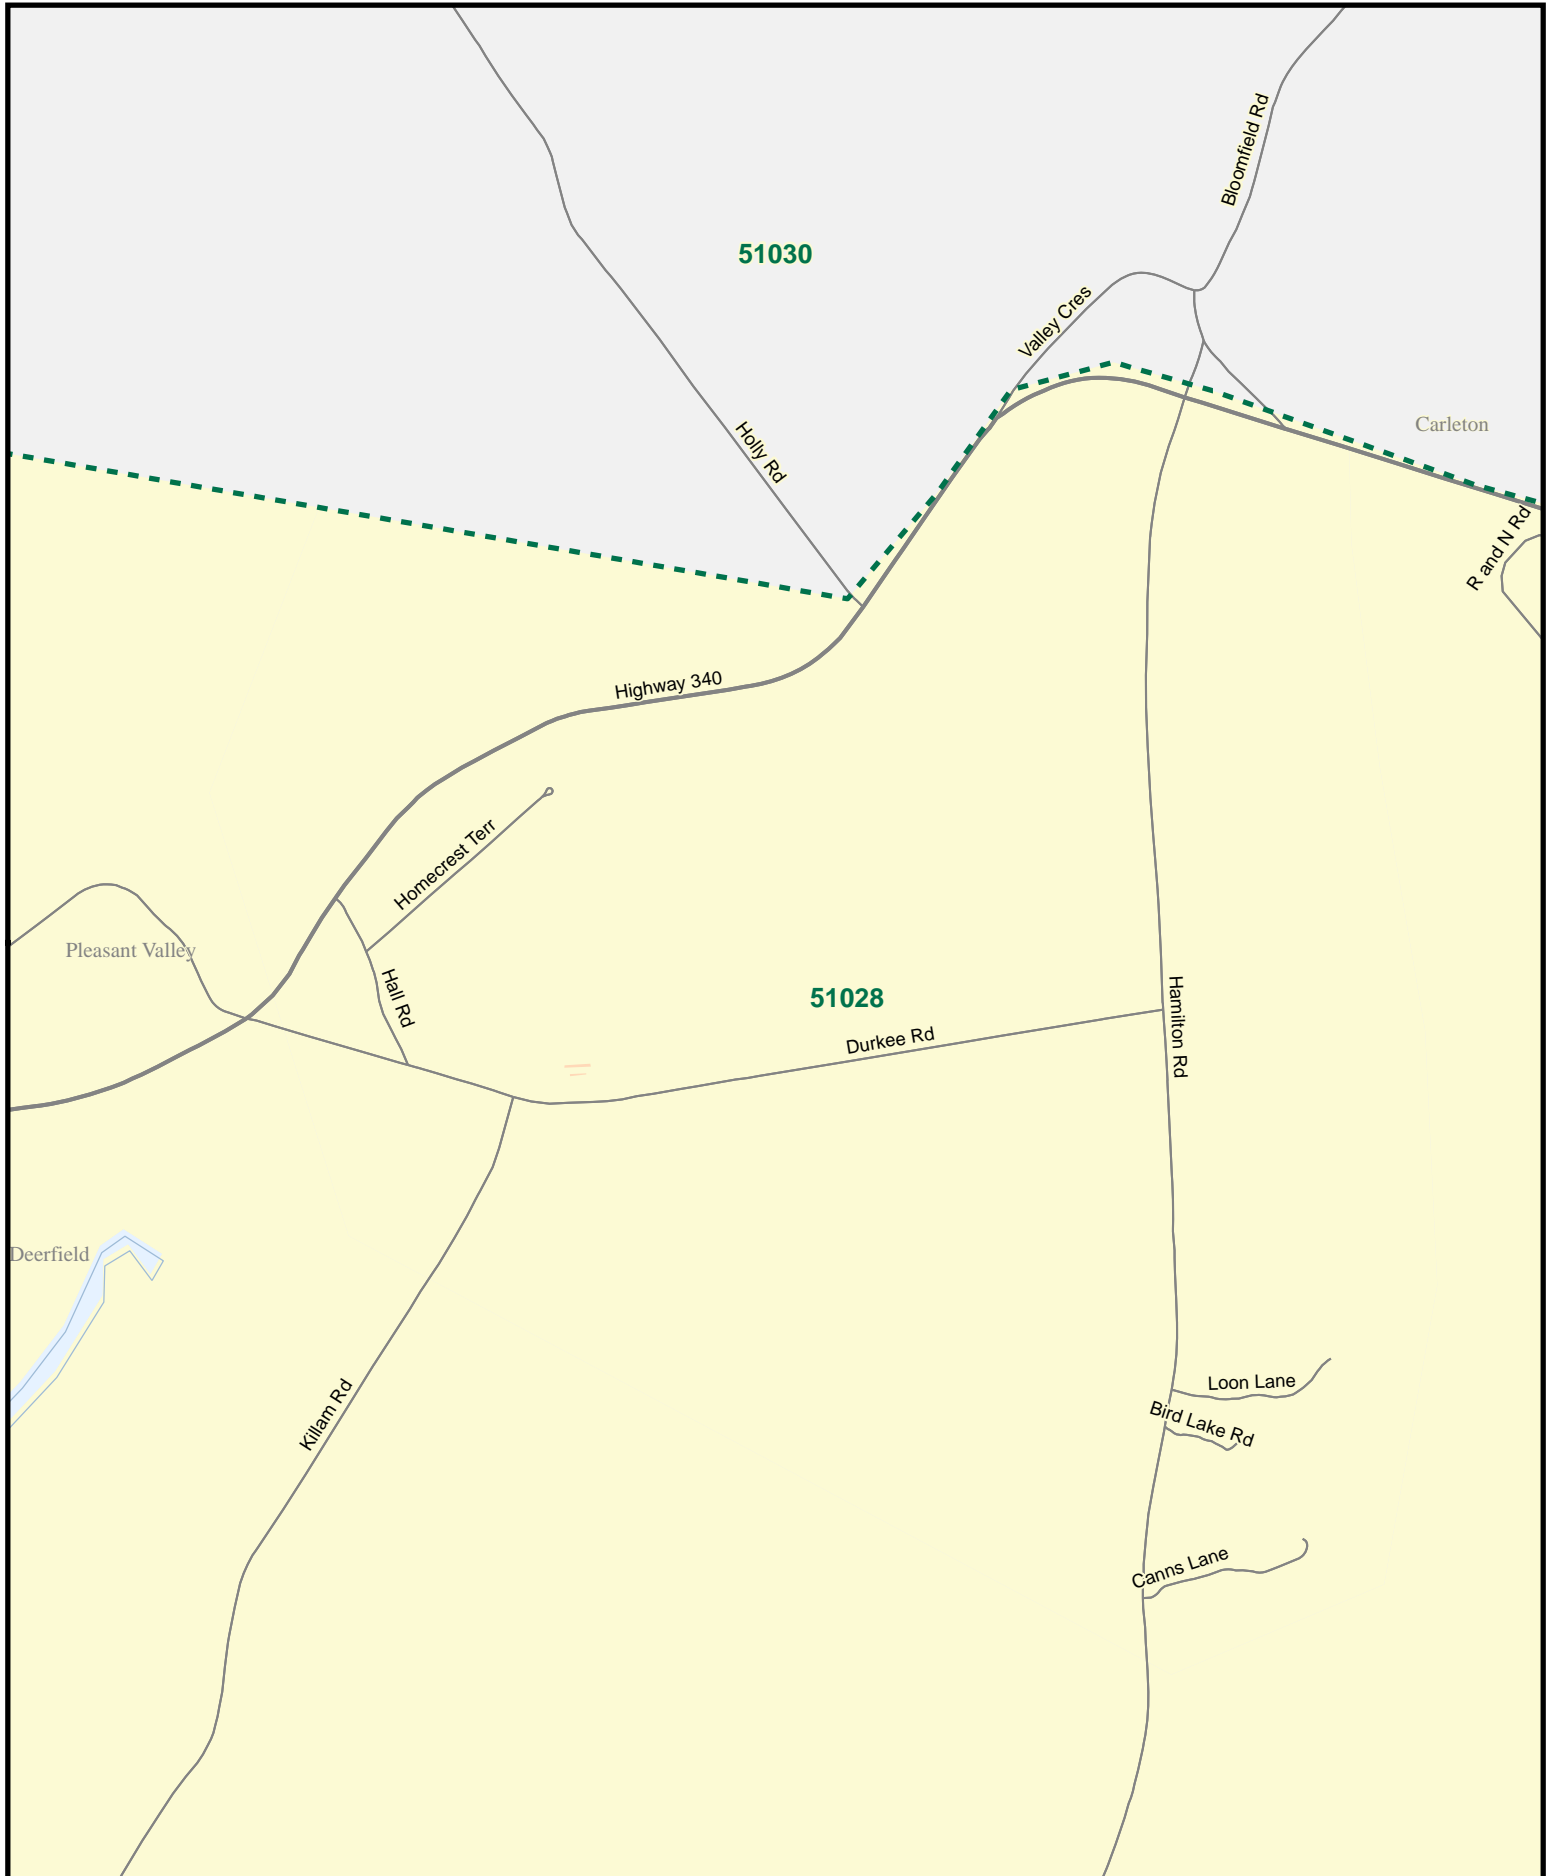 Bloomfield Rd
51030
Valley Cres
Carleton
Holly Rd
R and N Rd
Highway 340
Homecrest Terr
Pleasant Valley
Hall Rd
51028
Hamilton Rd
Durkee Rd
Deerfield
Loon Lane
Killam Rd
Bird Lake Rd
Canns Lane